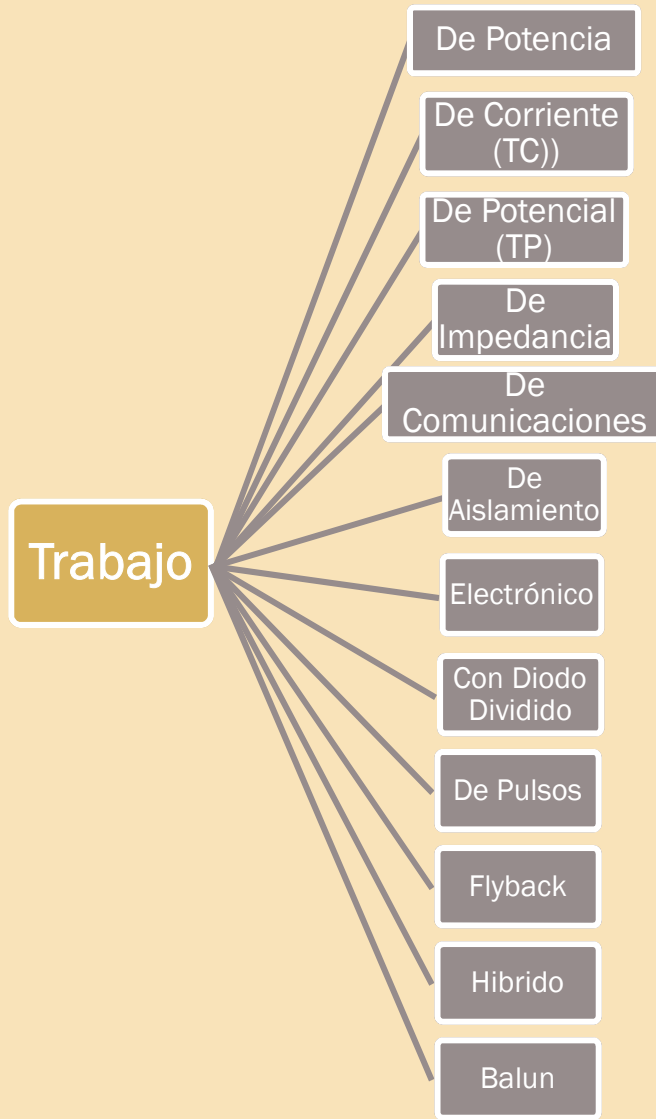 De Potencia
De Corriente
(TC))
De Potencial
(TP)
De
Impedancia
De
Comunicaciones
De
Aislamiento
Trabajo
Electrónico
Con Diodo
Dividido
De Pulsos
Flyback
Hibrido
Balun